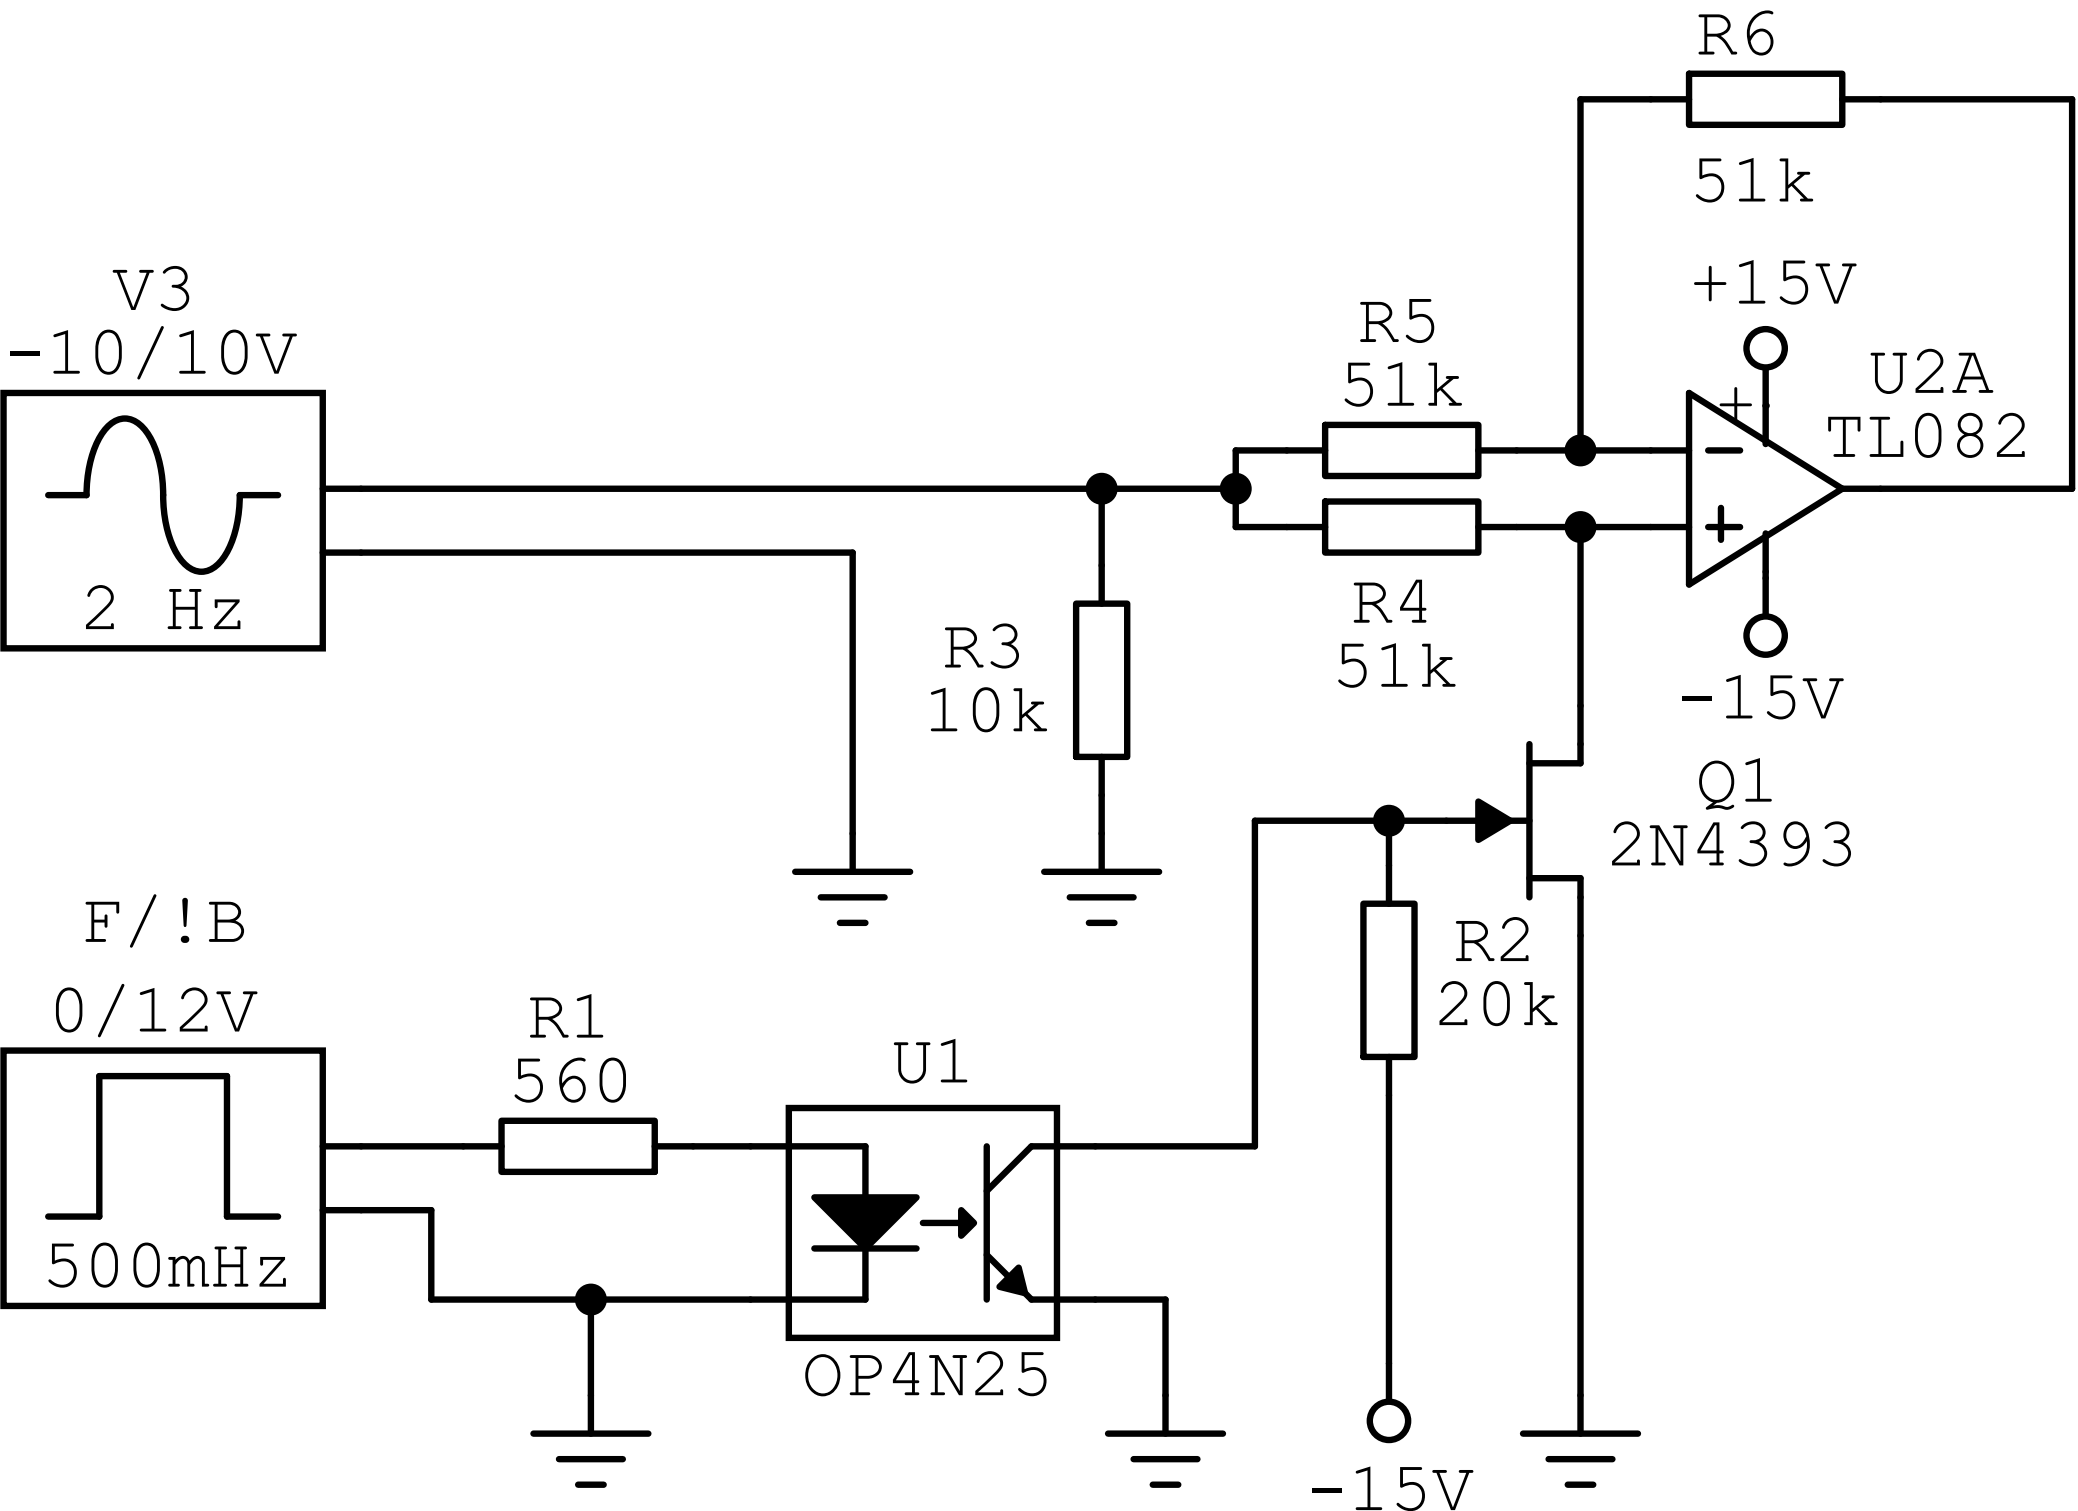 R6
51k
+15V
V3
-10/10V
2 Hz
R5
51k
U2A
TL082
+
-
+
R4
51k
-15V
R3
10k
Q1
2N4393
F/!B
0/12V
500mHz
R1
560
U1
OP4N25
R2
20k
-15V